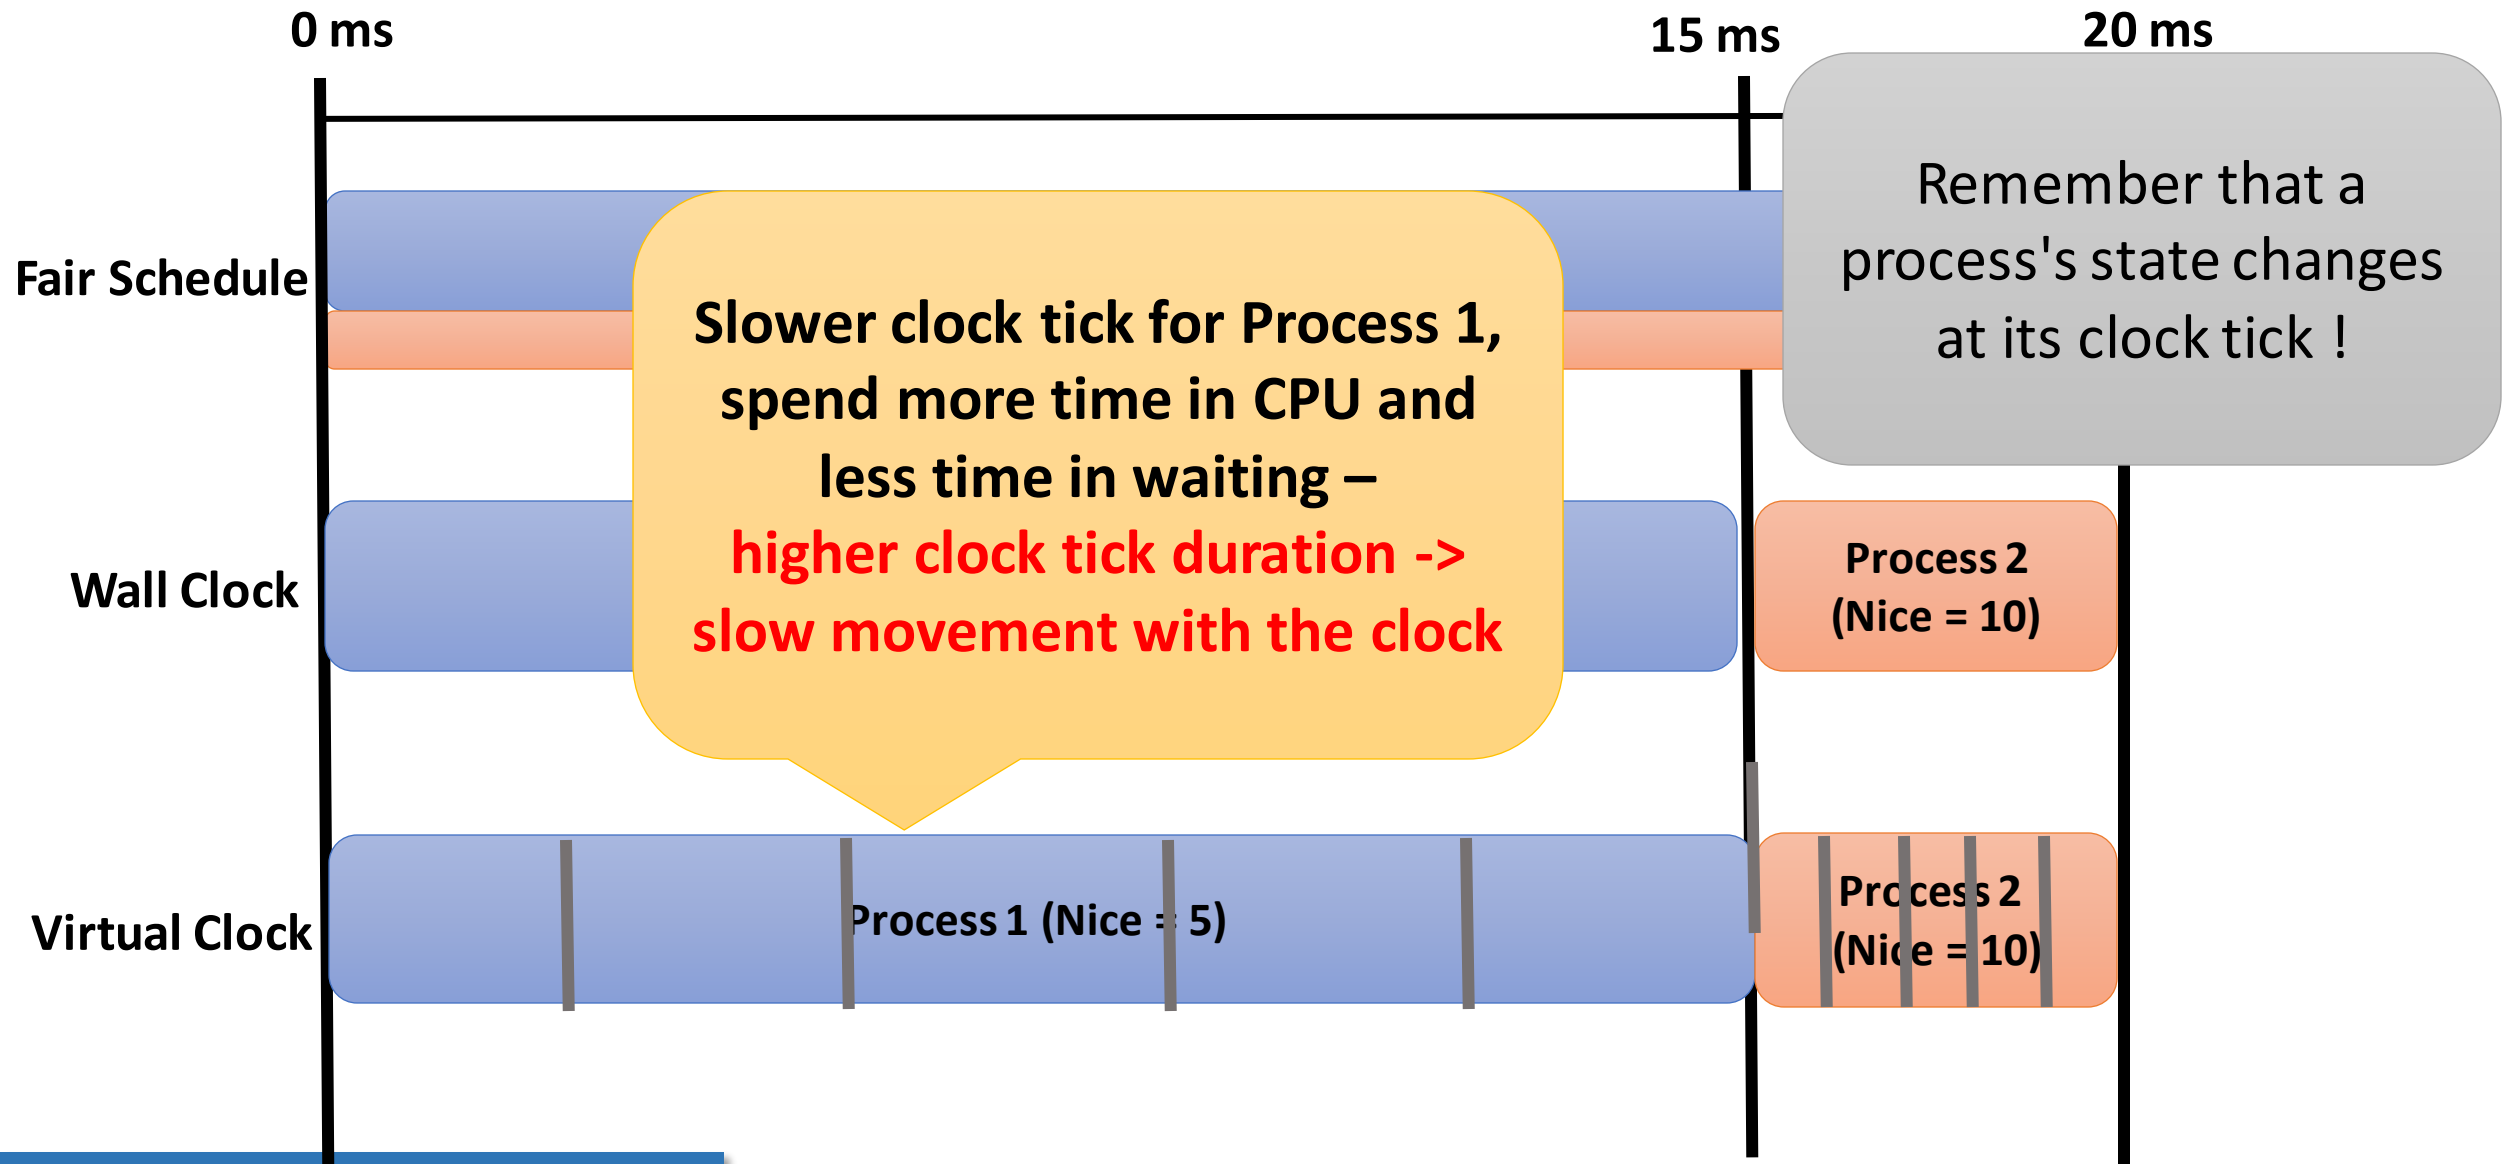 0 ms
15 ms
20 ms
Remember that a
process's state changes
at its clock tick !
Fair Schedule
Slower clock tick for Process 1,
spend more time in CPU and
less time in waiting –
higher clock tick duration ->
slow movement with the clock
Wall Clock
Process 2
(Nice = 10)
Virtual Clock
Process 1 (Nice = 5)
Process 2
(Nice = 10)